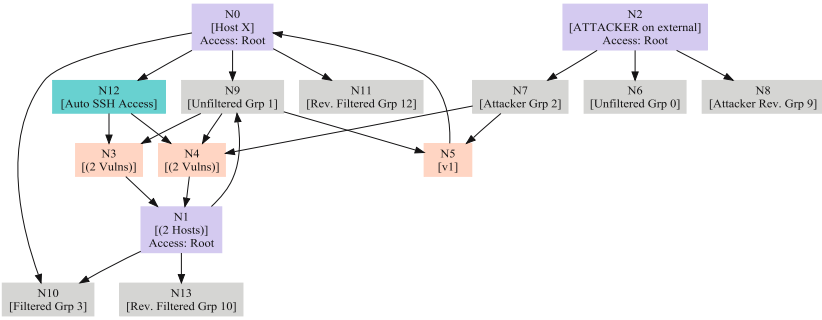 N0
[Host X]
Access: Root
N2
[ATTACKER on external]
Access: Root
N12
[Auto SSH Access]
N9
[Unfiltered Grp 1]
N11
[Rev. Filtered Grp 12]
N7
[Attacker Grp 2]
N6
[Unfiltered Grp 0]
N8
[Attacker Rev. Grp 9]
N3
[(2 Vulns)]
N4
[(2 Vulns)]
N5
[v1]
N1
[(2 Hosts)]
Access: Root
N10
[Filtered Grp 3]
N13
[Rev. Filtered Grp 10]